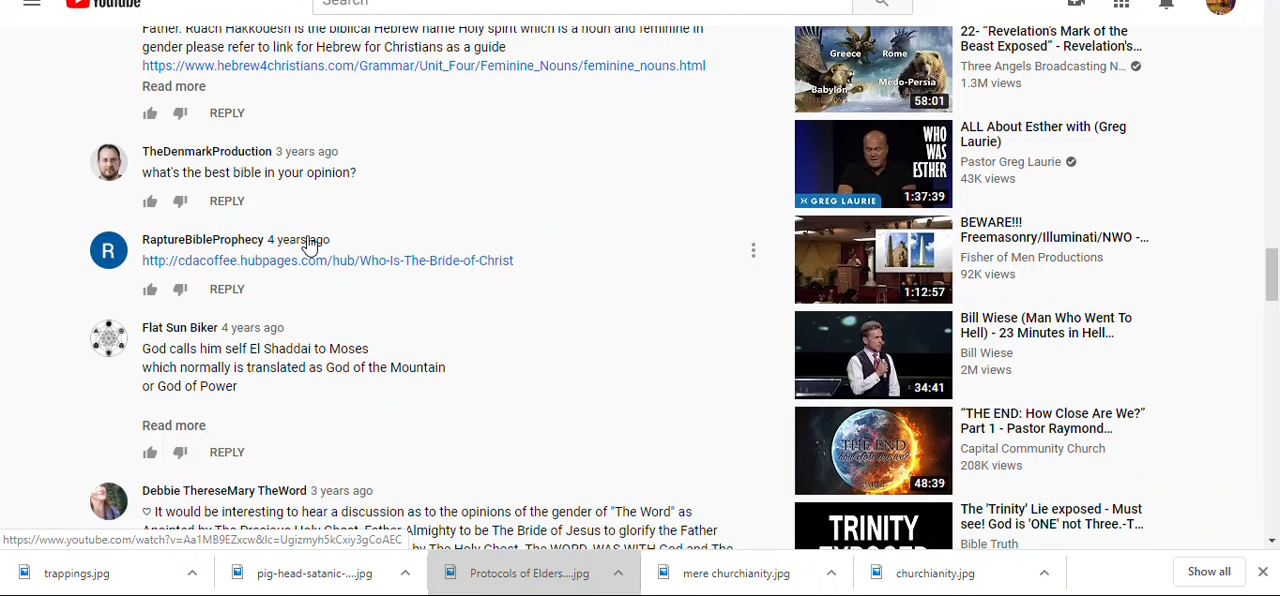 YouTube
Search
Father. Ruach Hakkodesh is the biblical Hebrew name Holy spirit which is a noun and feminine in
gender please refer to link for Hebrew for Christians as a guide
https://www.hebrew4christians.com/Grammar/Unit_Four/Feminine_Nouns/feminine_nouns.html
Read more
REPLY
TheDenmarkProduction 3 years ago
what's the best bible in your opinion?
REPLY
R
RaptureBibleProphecy 4 years ago
http://cdacoffee.hubpages.com/hub/Who-Is-The-Bride-of-Christ
REPLY
Flat Sun Biker 4 years ago
God calls him self El Shaddai to Moses
which normally is translated as God of the Mountain
or God of Power
Read more
REPLY
Debbie ThereseMary TheWord 3 years ago
♡ It would be interesting to hear a discussion as to the opinions of the gender of "The Word" as
Anointed by The Precious Holy Ghost, Father Almighty to be The Bride of Jesus to glorify the Father
by The Holy Ghost. The WORD WAS WITH God and The
https://www.youtube.com/watch?v=Aa1MB9EZxcw&lc=Ugizmyh5kCxiy3gCoAEC
Greece
Rome
Babylon
Medo-Persia
58:01
22- “Revelation's Mark of the
Beast Exposed” - Revelation's...
Three Angels Broadcasting N...
1.3M views
WHO
WAS
ESTHER
GREG LAURIE
1:37:39
ALL About Esther with (Greg
Laurie)
Pastor Greg Laurie
43K views
1:12:57
BEWARE!!!
Freemasonry/Illuminati/NWO -...
Fisher of Men Productions
92K views
34:41
Bill Wiese (Man Who Went To
Hell) - 23 Minutes in Hell...
Bill Wiese
2M views
THE END
48:39
“THE END: How Close Are We?”
Part 1 - Pastor Raymond...
Capital Community Church
208K views
TRINITY
The 'Trinity' Lie exposed - Must
see! God is 'ONE' not Three.-T...
Bible Truth
trappings.jpg
pig-head-satanic-....jpg
Protocols of Elders....jpg
mere churchianity.jpg
churchianity.jpg
Show all